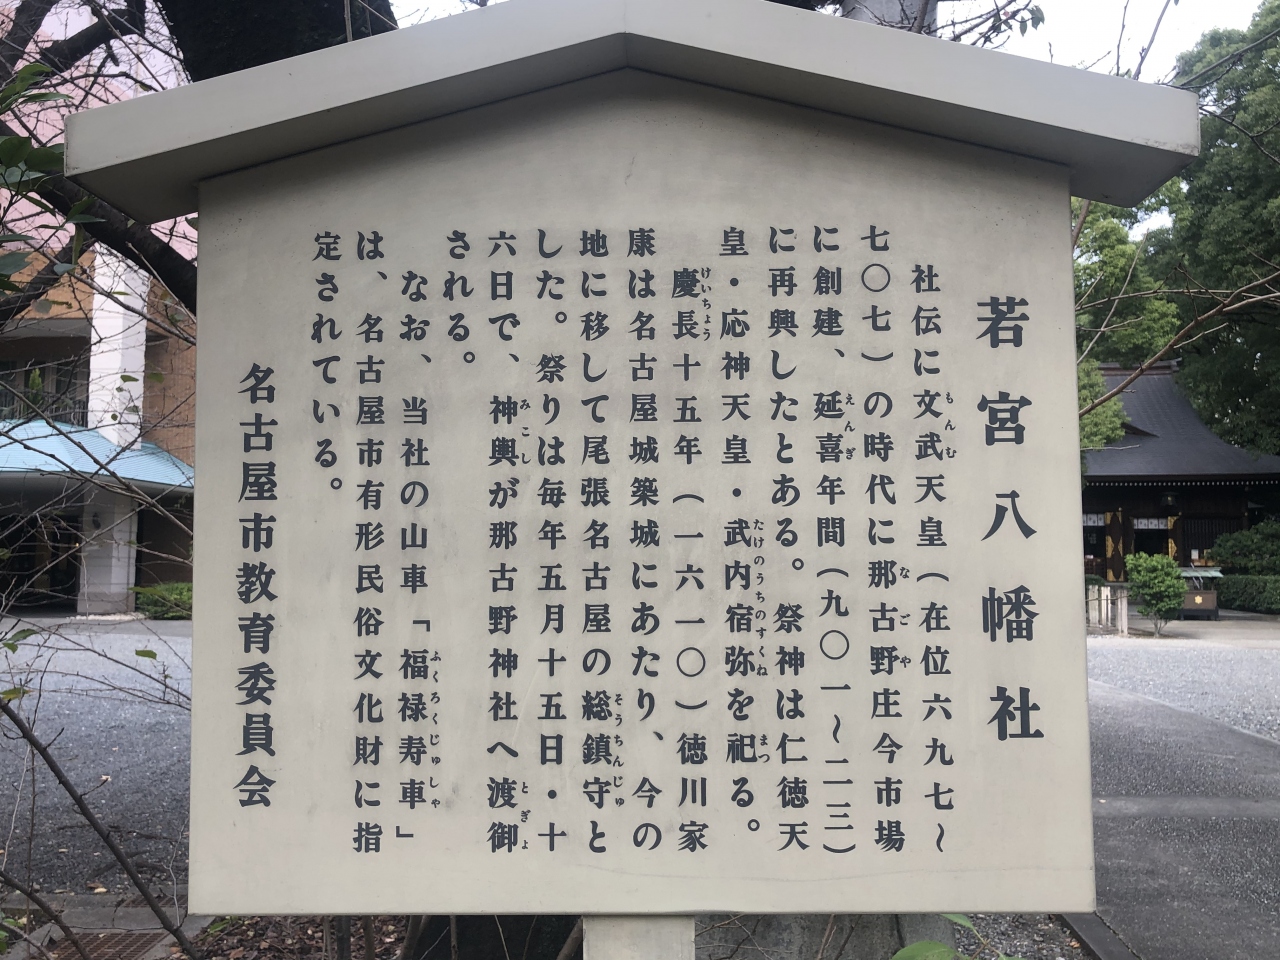 若宮八幡社
社伝に文武天皇（在位六九七〜
七〇七）の時代に那古野庄今市場
に創建、延喜年間（九〇一〜二三）
に再興したとある。祭神は仁徳天
皇・応神天皇・武内宿弥を祀る。
慶長十五年（一六一〇）徳川家
康は名古屋城築城にあたり、今の
地に移して尾張名古屋の総鎮守と
した。祭りは毎年五月十五日・十
六日で、神輿が那古野神社へ渡御
される。
なお、当社の山車「福禄寿車」
は、名古屋市有形民俗文化財に指
定されている。
名古屋市教育委員会